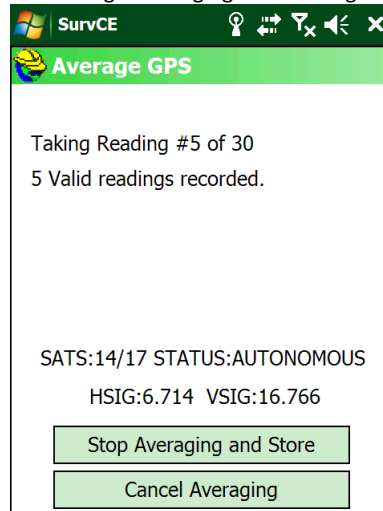 SurvCE
Average GPS
Taking Reading #5 of 30
5 Valid readings recorded.
SATS:14/17 STATUS:AUTONOMOUS
HSIG:6.714 VSIG:16.766
Stop Averaging and Store
Cancel Averaging